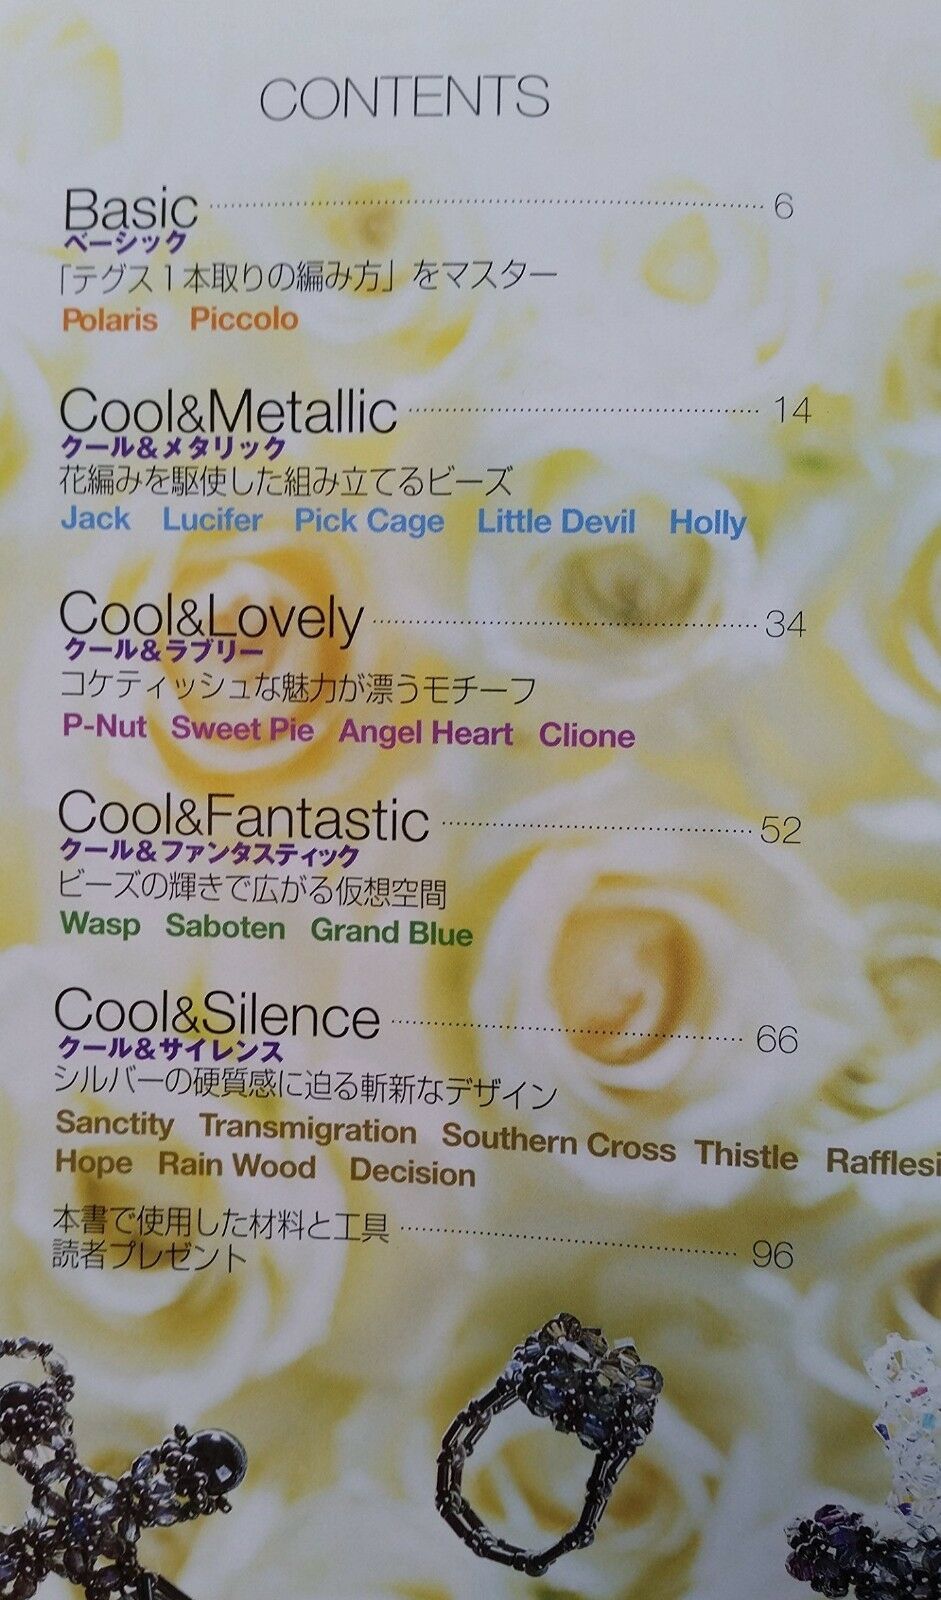 CONTENTS
Basic 6
ベーシック
「テグス1本取りの編み方」をマスター
Polaris Piccolo
Cool&Metallic 14
クール&メタリック
花編みを駆使した組み立てるビーズ
Jack Lucifer Pick Cage Little Devil Holly
Cool&Lovely 34
クール&ラブリー
コケティッシュな魅力が漂うモチーフ
P-Nut Sweet Pie Angel Heart Clione
Cool&Fantastic 52
クール&ファンタスティック
ビーズの輝きで広がる仮想空間
Wasp Saboten Grand Blue
Cool&Silence 66
クール&サイレンス
シルバーの硬質感に迫る斬新なデザイン
Sanctity Transmigration Southern Cross Thistle Rafflesi
Hope Rain Wood Decision
本書で使用した材料と工具 96
読者プレゼント